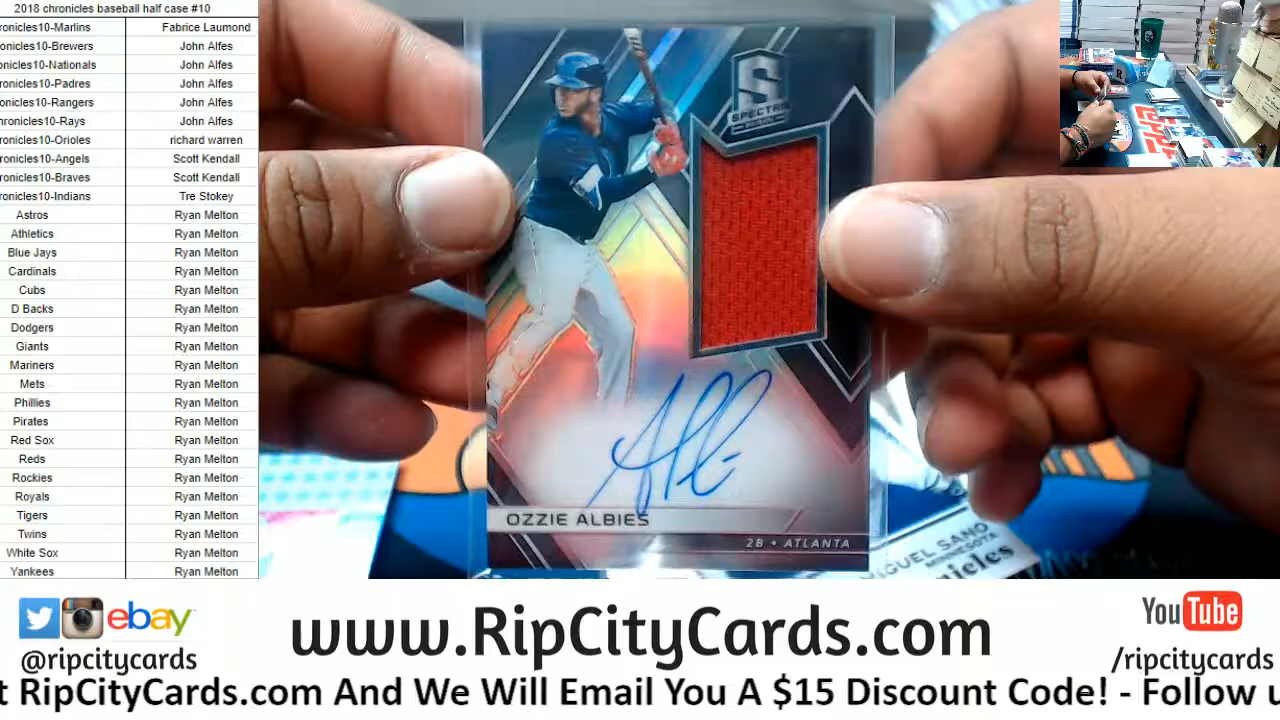 2018 chronicles baseball half case #10
ronicles10-Marlins Fabrice Laumond
onicles10-Brewers John Alfes
onicles10-Nationals John Alfes
onicles10-Padres John Alfes
onicles10-Rangers John Alfes
ronicles10-Rays John Alfes
ronicles10-Orioles richard warren
ronicles10-Angels Scott Kendall
ronicles10-Braves Scott Kendall
ronicles10-Indians Tre Stokey
Astros Ryan Melton
Athletics Ryan Melton
Blue Jays Ryan Melton
Cardinals Ryan Melton
Cubs Ryan Melton
D Backs Ryan Melton
Dodgers Ryan Melton
Giants Ryan Melton
Mariners Ryan Melton
Mets Ryan Melton
Phillies Ryan Melton
Pirates Ryan Melton
Red Sox Ryan Melton
Reds Ryan Melton
Rockies Ryan Melton
Royals Ryan Melton
Tigers Ryan Melton
Twins Ryan Melton
White Sox Ryan Melton
Yankees Ryan Melton
S
SPECTRA
OZZIE ALBIES
2B • ATLANTA
MIGUEL SANO
MINNESOTA
nicles
ebay
@ripcitycards
www.RipCityCards.com
YouTube
/ripcitycards
t RipCityCards.com And We Will Email You A $15 Discount Code! - Follow u